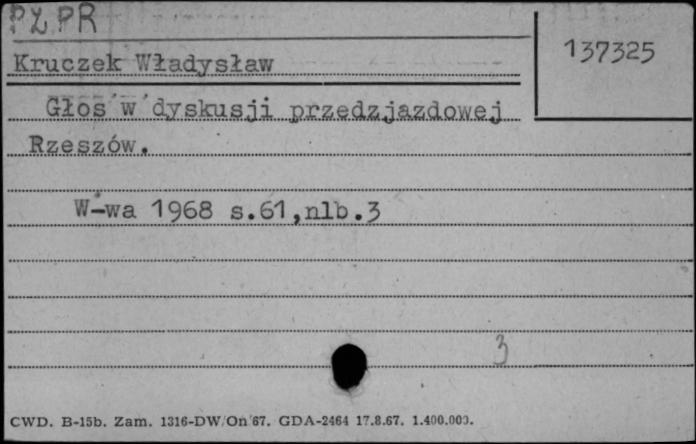 PZPR
137325
Kruczek Władysław
Głos w dyskusji przedzjazdowej
Rzeszów.
W-wa 1968 s.61,nlb.3
3
CWD. B-15b. Zam. 1316-DW/On 67. GDA-2464 17.8.67. 1.400.000.